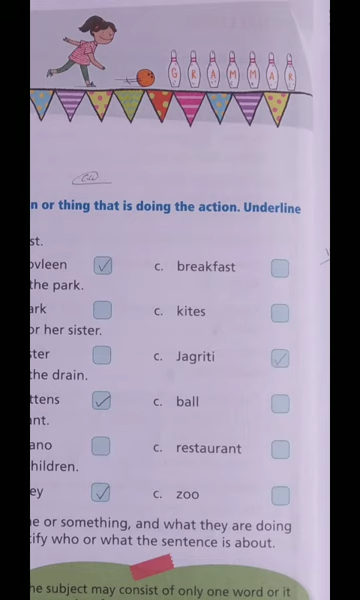 GRAMMAR
CW
n or thing that is doing the action. Underline
st.
ovleen c. breakfast
the park.
ark c. kites
or her sister.
ster c. Jagriti
the drain.
ttens c. ball
ant.
ano c. restaurant
hildren.
ey c. zoo
e or something, and what they are doing
tify who or what the sentence is about.
he subject may consist of only one word or it